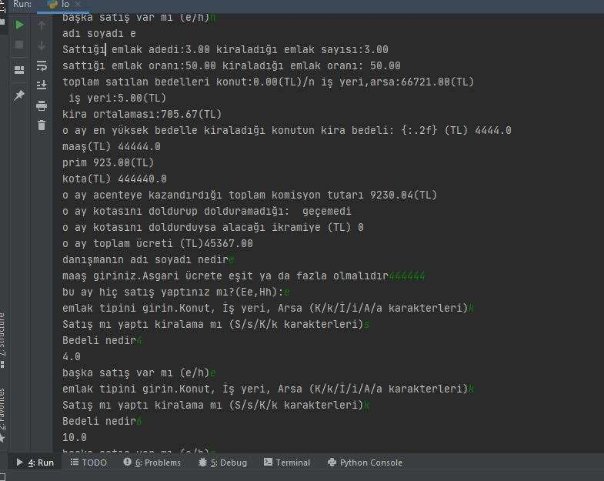 Run: lo
başka satış var mı (e/h)h
adı soyadı e
Sattığı emlak adedi:3.00 kiraladığı emlak sayısı:3.00
sattığı emlak oranı:50.00 kiraladığı emlak oranı: 50.00
toplam satılan bedelleri konut:8.00(TL)/n iş yeri,arsa:66721.00(TL)
iş yeri:5.00(TL)
kira ortalaması:705.67(TL)
o ay en yüksek bedelle kiraladığı konutun kira bedeli: {:.2f} (TL) 4444.0
maaş(TL) 44444.0
prim 923.00(TL)
kota(TL) 444440.0
o ay acenteye kazandırdığı toplam komisyon tutarı 9230.04(TL)
o ay kotasını doldurup dolduramadığı: geçemedi
o ay kotasını doldurduysa alacağı ikramiye (TL) 0
o ay toplam ücreti (TL)45367.00
danışmanın adı soyadı nedire
maaş giriniz.Asgari ücrete eşit ya da fazla olmalıdır444444
bu ay hiç satış yaptınız mı?(Ee,Hh):e
emlak tipini girin.Konut, İş yeri, Arsa (K/k/İ/i/A/a karakterleri)k
Satış mı yaptı kiralama mı (S/s/K/k karakterleri)s
Bedeli nedir4
4.0
başka satış var mı (e/h)e
emlak tipini girin.Konut, İş yeri, Arsa (K/k/İ/i/A/a karakterleri)k
Satış mı yaptı kiralama mı (S/s/K/k karakterleri)k
Bedeli nedir6
10.0
başka satış var mı (e/h)
Z: Structure
2: Favorites
4: Run TODO 6: Problems 5: Debug Terminal Python Console